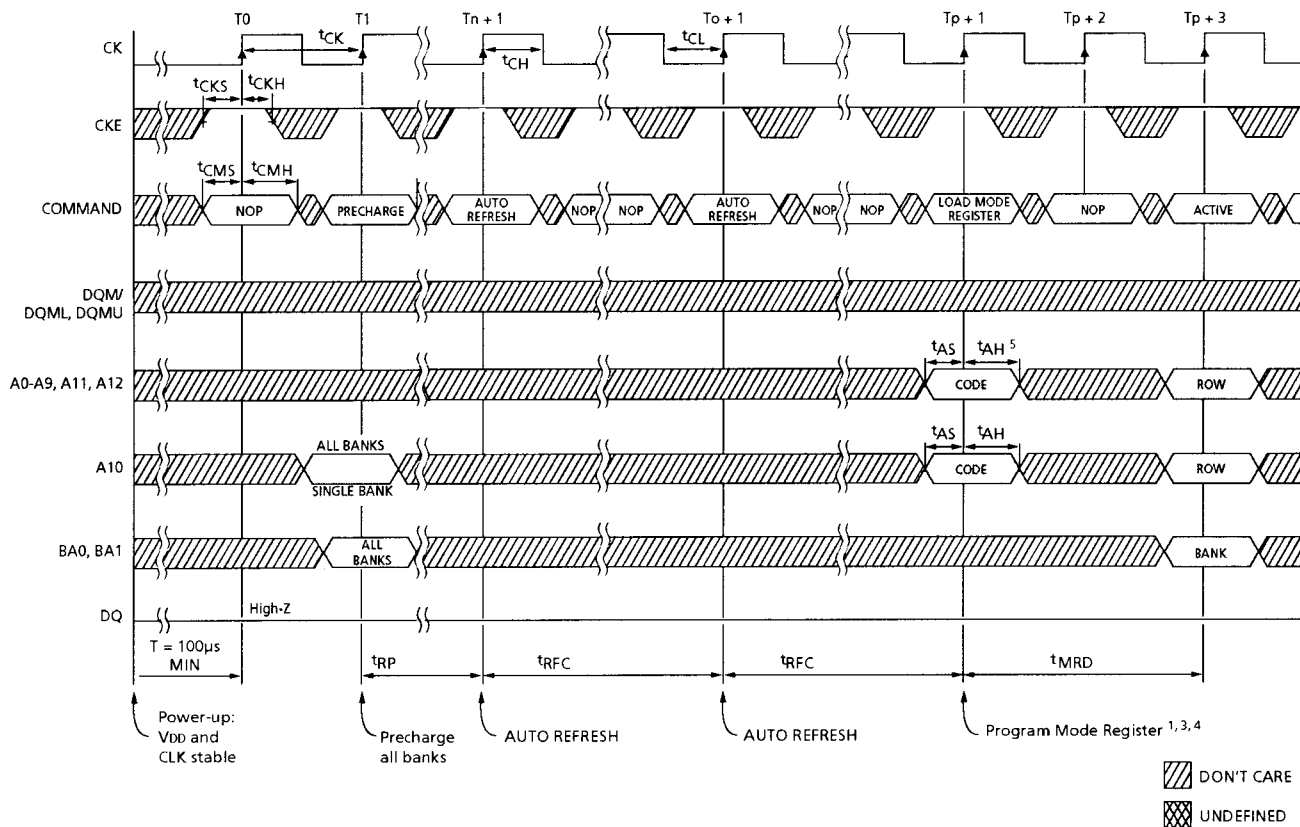 T0 T1 Tn + 1 To + 1 Tp + 1 Tp + 2 Tp + 3
CK tCK tCH tCL
tCKS tCKH
CKE
tCMS tCMH
COMMAND NOP PRECHARGE AUTO REFRESH NOP NOP AUTO REFRESH NOP NOP LOAD MODE REGISTER NOP ACTIVE
DQM/
DQML, DQMU
tAS tAH 5
A0-A9, A11, A12 CODE ROW
ALL BANKS tAS tAH
A10 CODE ROW
SINGLE BANK
BA0, BA1 ALL BANKS BANK
DQ High-Z
T = 100µs
MIN
tRP tRFC tRFC tMRD
Power-up:
VDD and
CLK stable
Precharge
all banks
AUTO REFRESH
AUTO REFRESH
Program Mode Register 1, 3, 4
DON'T CARE
UNDEFINED